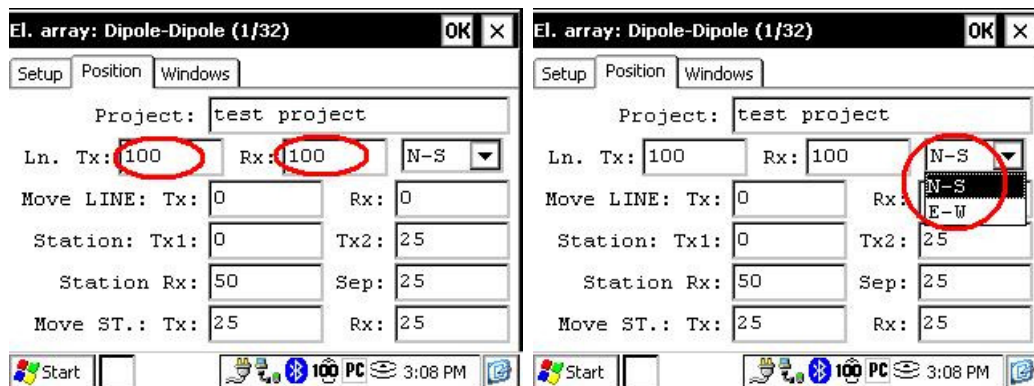 El. array: Dipole-Dipole (1/32) OK ×
Setup Position Windows
Project: test project
Ln. Tx: 100 Rx: 100 N-S
Move LINE: Tx: 0 Rx: 0
Station: Tx1: 0 Tx2: 25
Station Rx: 50 Sep: 25
Move ST.: Tx: 25 Rx: 25
Start 100 PC 3:08 PM
El. array: Dipole-Dipole (1/32) OK ×
Setup Position Windows
Project: test project
Ln. Tx: 100 Rx: 100 N-S
N-S
Move LINE: Tx: 0 Rx:
E-W
Station: Tx1: 0 Tx2: 25
Station Rx: 50 Sep: 25
Move ST.: Tx: 25 Rx: 25
Start 100 PC 3:08 PM